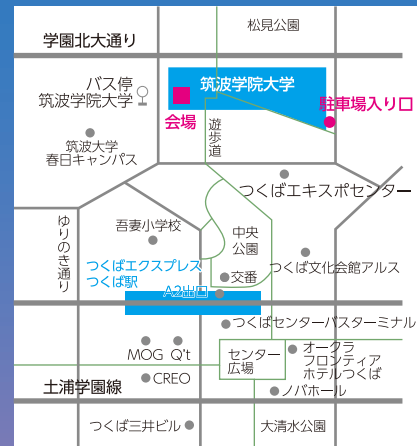 松見公園
学園北大通り
バス停
筑波学院大学
筑波学院大学
会場
駐車場入り口
遊歩道
筑波大学
春日キャンパス
つくばエキスポセンター
ゆりのき通り
吾妻小学校
中央
公園
つくばエクスプレス
つくば駅
つくば文化会館アルス
交番
A2出口
つくばセンターバスターミナル
MOG
Q't
センター
広場
オークラ
フロンティア
ホテルつくば
CREO
土浦学園線
ノバホール
つくば三井ビル
大清水公園